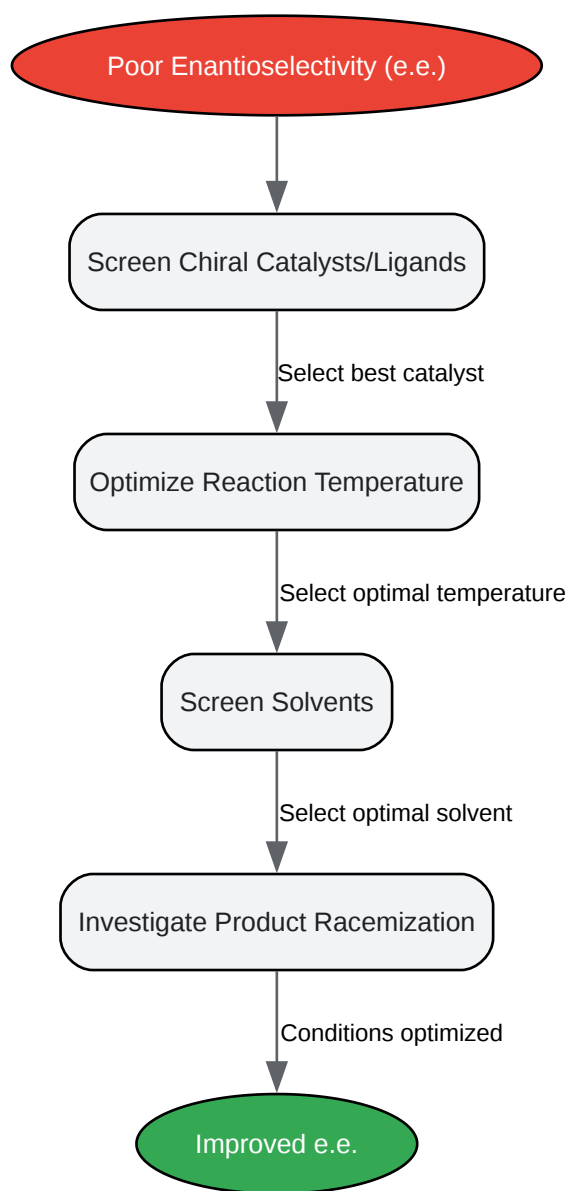 Poor Enantioselectivity (e.e.)
Screen Chiral Catalysts/Ligands
Select best catalyst
Optimize Reaction Temperature
Select optimal temperature
Screen Solvents
Select optimal solvent
Investigate Product Racemization
Conditions optimized
Improved e.e.